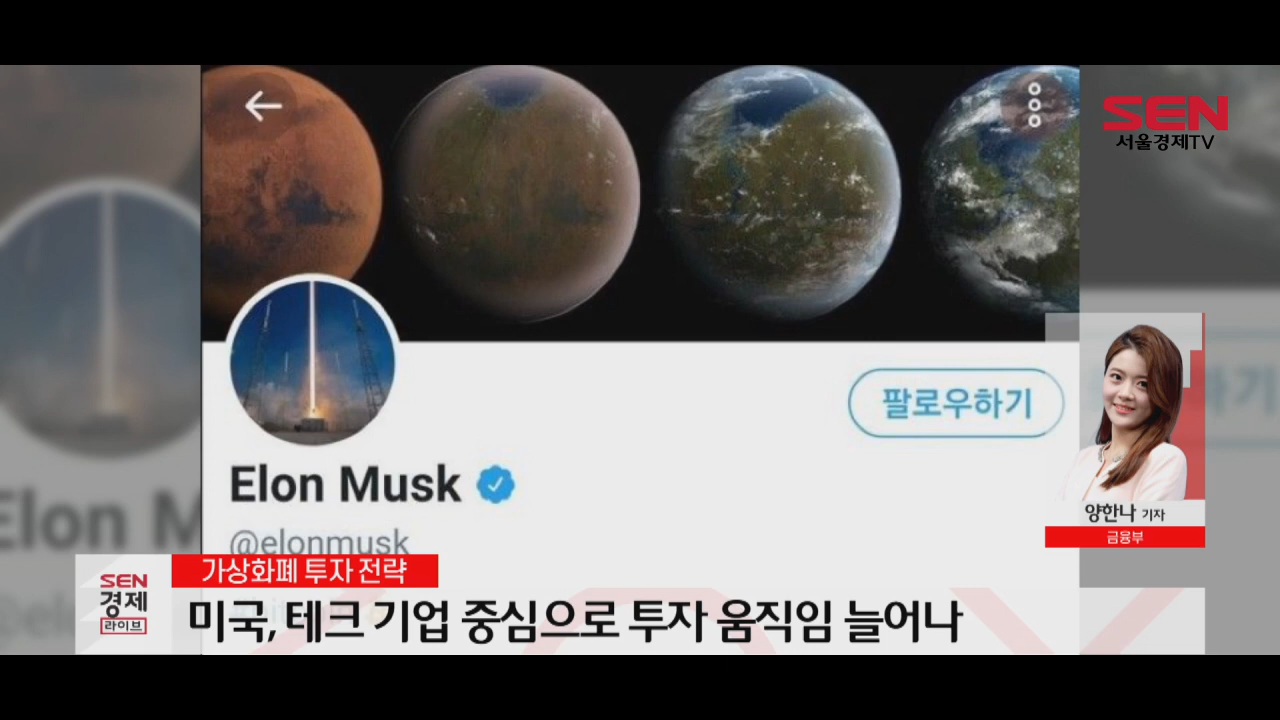 SEN
서울경제TV
팔로우하기
Elon Musk
@elonmusk
양한나 기자
금융부
SEN
경제
라이브
가상화폐 투자 전략
미국, 테크 기업 중심으로 투자 움직임 늘어나